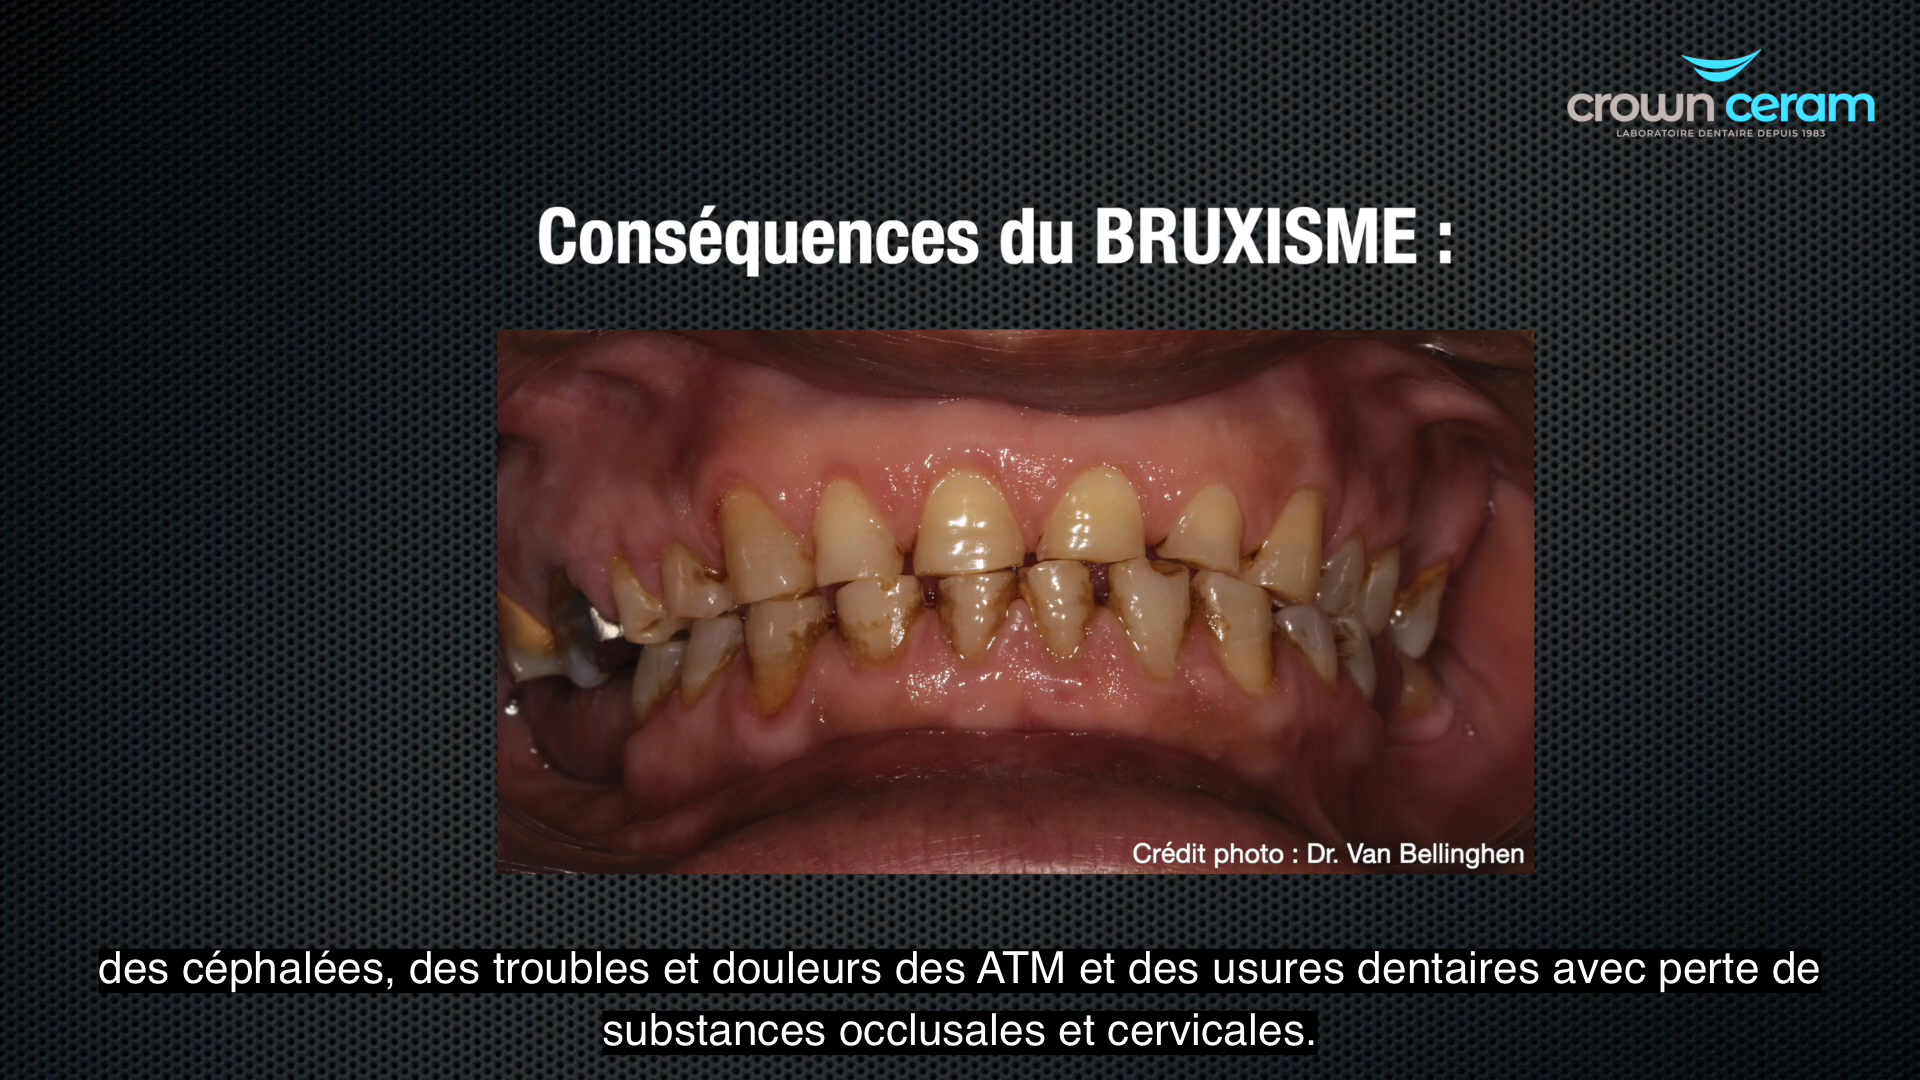 crown ceram
LABORATOIRE DENTAIRE DEPUIS 1983
Conséquences du BRUXISME :
Crédit photo : Dr. Van Bellinghen
des céphalées, des troubles et douleurs des ATM et des usures dentaires avec perte de
substances occlusales et cervicales.